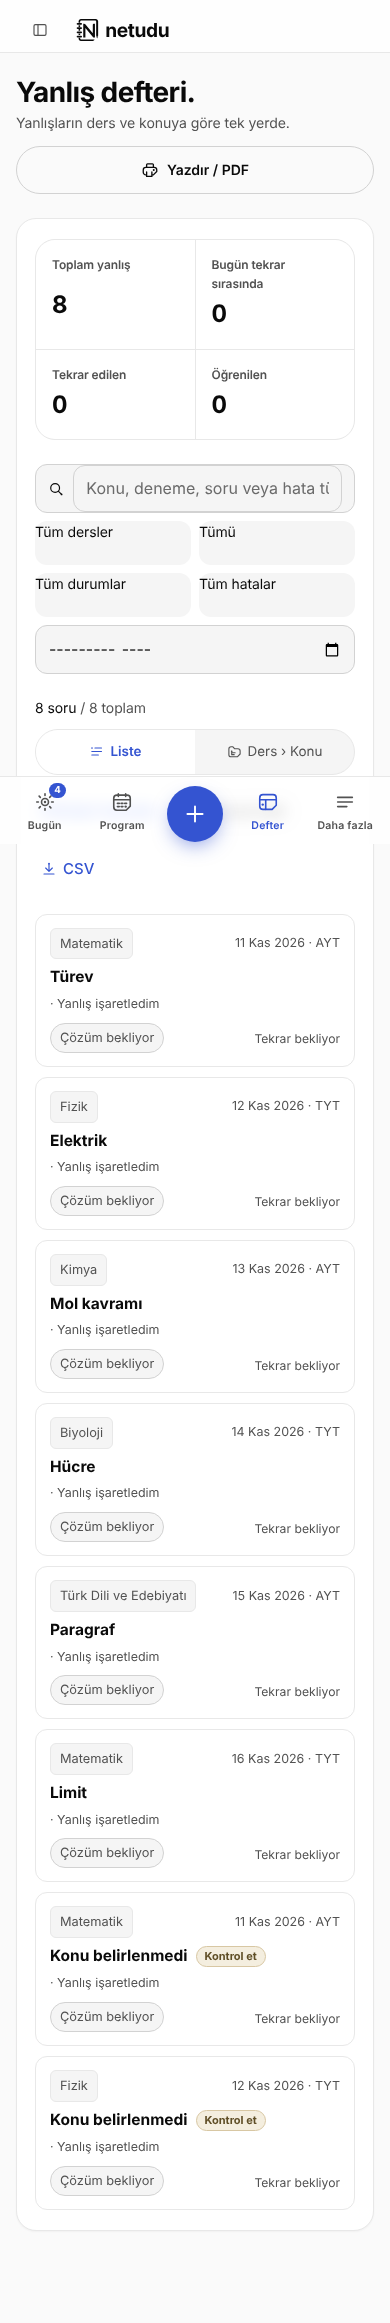 netudu
Yanlış defteri.
Yanlışların ders ve konuya göre tek yerde.
Yazdır / PDF
Toplam yanlış
8
Bugün tekrar
sırasında
0
Tekrar edilen
0
Öğrenilen
0
Konu, deneme, soru veya hata tü
Tüm dersler
Tümü
Tüm durumlar
Tüm hatalar
--------- ----
8 soru / 8 toplam
Liste
Ders › Konu
4
Bugün
Program
Defter
Daha fazla
CSV
Matematik
11 Kas 2026 · AYT
Türev
· Yanlış işaretledim
Çözüm bekliyor
Tekrar bekliyor
Fizik
12 Kas 2026 · TYT
Elektrik
· Yanlış işaretledim
Çözüm bekliyor
Tekrar bekliyor
Kimya
13 Kas 2026 · AYT
Mol kavramı
· Yanlış işaretledim
Çözüm bekliyor
Tekrar bekliyor
Biyoloji
14 Kas 2026 · TYT
Hücre
· Yanlış işaretledim
Çözüm bekliyor
Tekrar bekliyor
Türk Dili ve Edebiyatı
15 Kas 2026 · AYT
Paragraf
· Yanlış işaretledim
Çözüm bekliyor
Tekrar bekliyor
Matematik
16 Kas 2026 · TYT
Limit
· Yanlış işaretledim
Çözüm bekliyor
Tekrar bekliyor
Matematik
11 Kas 2026 · AYT
Konu belirlenmedi Kontrol et
· Yanlış işaretledim
Çözüm bekliyor
Tekrar bekliyor
Fizik
12 Kas 2026 · TYT
Konu belirlenmedi Kontrol et
· Yanlış işaretledim
Çözüm bekliyor
Tekrar bekliyor